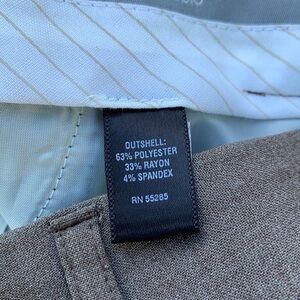 OUTSHELL:
63% POLYESTER
33% RAYON
4% SPANDEX
RN 55285